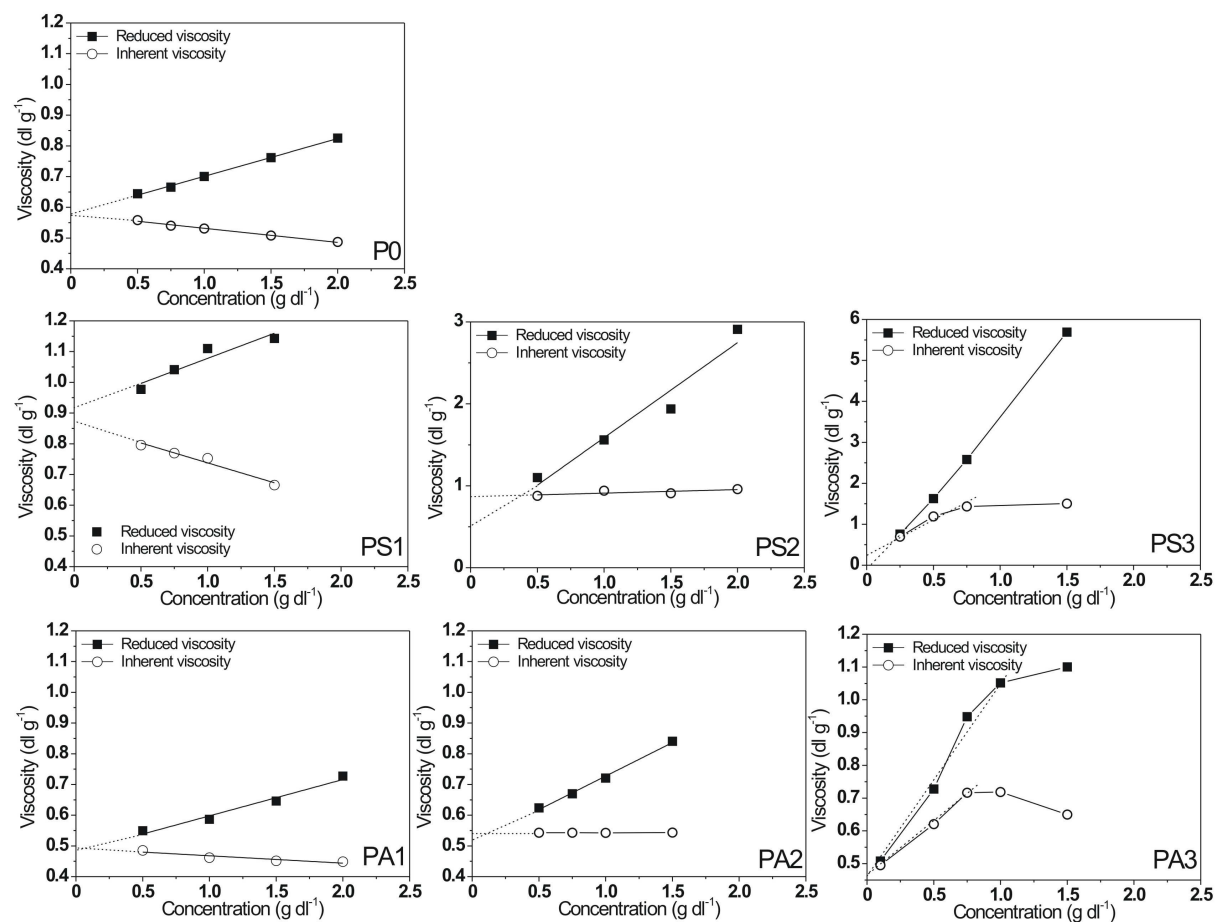 1.2
1.1
1.0
0.9
0.8
0.7
0.6
0.5
0.4
Viscosity (dl g⁻¹)
Reduced viscosity
Inherent viscosity
P0
0 0.5 1.0 1.5 2.0 2.5
Concentration (g dl⁻¹)
1.2
1.1
1.0
0.9
0.8
0.7
0.6
0.5
0.4
Viscosity (dl g⁻¹)
Reduced viscosity
Inherent viscosity
PS1
0 0.5 1.0 1.5 2.0 2.5
Concentration (g dl⁻¹)
3
2
1
0
Viscosity (dl g⁻¹)
Reduced viscosity
Inherent viscosity
PS2
0 0.5 1.0 1.5 2.0 2.5
Concentration (g dl⁻¹)
6
5
4
3
2
1
0
Viscosity (dl g⁻¹)
Reduced viscosity
Inherent viscosity
PS3
0 0.5 1.0 1.5 2.0 2.5
Concentration (g dl⁻¹)
1.2
1.1
1.0
0.9
0.8
0.7
0.6
0.5
0.4
Viscosity (dl g⁻¹)
Reduced viscosity
Inherent viscosity
PA1
0 0.5 1.0 1.5 2.0 2.5
Concentration (g dl⁻¹)
1.2
1.1
1.0
0.9
0.8
0.7
0.6
0.5
0.4
Viscosity (dl g⁻¹)
Reduced viscosity
Inherent viscosity
PA2
0 0.5 1.0 1.5 2.0 2.5
Concentration (g dl⁻¹)
1.1
1.0
0.9
0.8
0.7
0.6
0.5
Viscosity (dl g⁻¹)
Reduced viscosity
Inherent viscosity
PA3
0 0.5 1.0 1.5 2.0 2.5
Concentration (g dl⁻¹)